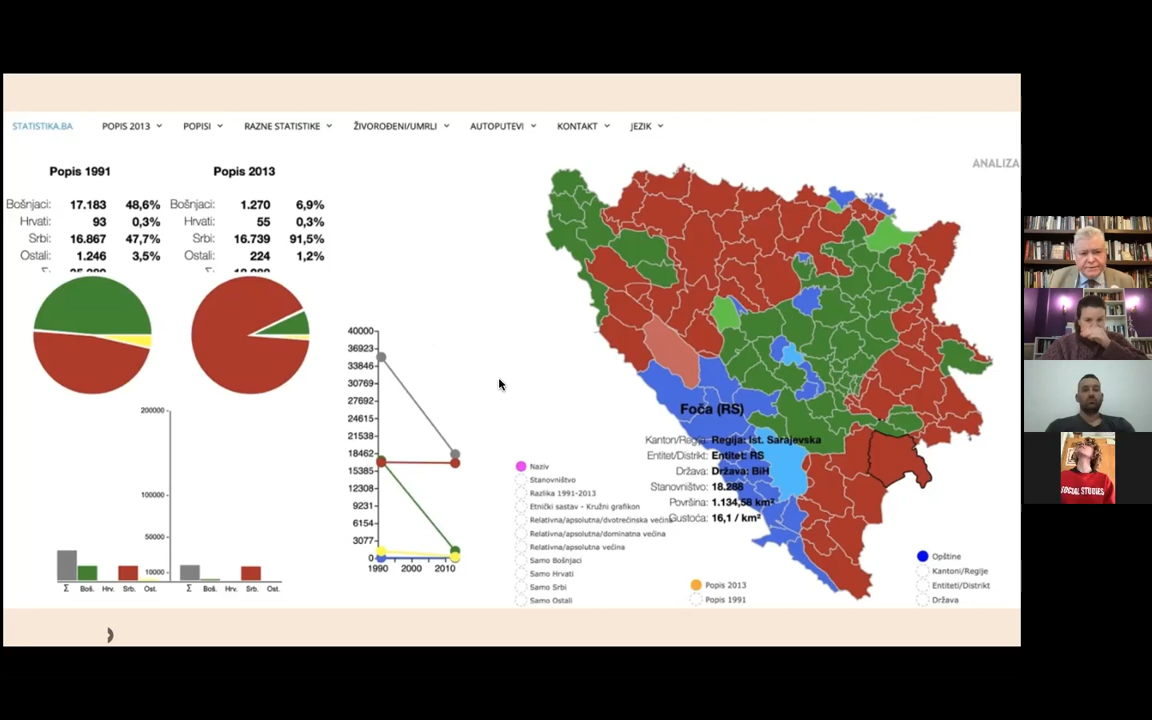 STATISTIKA.BA POPIS 2013 POPISI RAZNE STATISTIKE ŽIVOROĐENI/UMRLI AUTOPUTEVI KONTAKT JEZIK
ANALIZA
Popis 1991 Popis 2013
Bošnjaci: 17.183 48,6% Bošnjaci: 1.270 6,9%
Hrvati: 93 0,3% Hrvati: 55 0,3%
Srbi: 16.867 47,7% Srbi: 16.739 91,5%
Ostali: 1.246 3,5% Ostali: 224 1,2%
40000
36923
33846
30769
27692
24615
21538
18462
15385
12308
9231
6154
3077
0
1990 2000 2010
200000
100000
50000
10000
Σ Boš. Hrv. Srb. Ost. Σ Boš. Hrv. Srb. Ost.
Foča (RS)
Kanton/Regija: Regija: Ist. Sarajevska
Entitet/Distrikt: Entitet: RS
Država: Država: BiH
Stanovništvo: 18.288
Površina: 1.134,58 km²
Gustoća: 16,1 / km²
Naziv
Stanovništvo
Razlika 1991-2013
Etnički sastav - Kružni grafikon
Relativna/apsolutna/dvotrećinska većina
Relativna/apsolutna/dominatna većina
Relativna/apsolutna većina
Samo Bošnjaci
Samo Hrvati
Samo Srbi
Samo Ostali
Popis 2013
Popis 1991
Opštine
Kantoni/Regije
Entiteti/Distrikt
Država
SOCIAL STUDIES